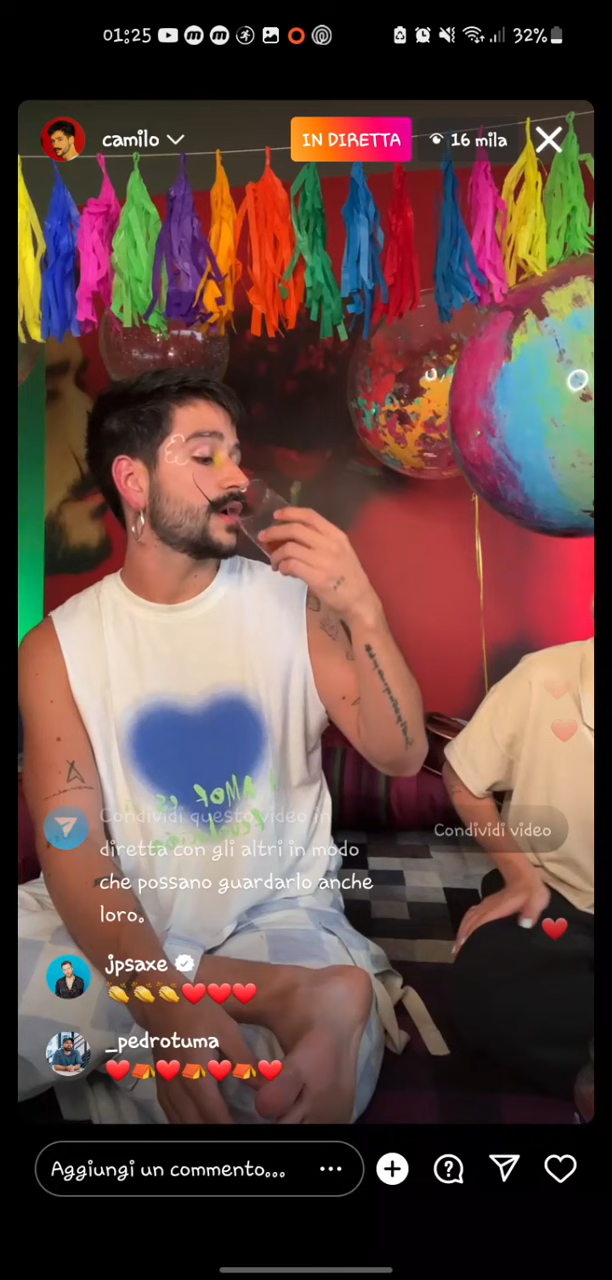 01:25
32%
camilo
IN DIRETTA
16 mila
Condividi questo video in
diretta con gli altri in modo
che possano guardarlo anche
loro.
Condividi video
jpsaxe
👏👏👏❤️❤️❤️
_pedrotuma
❤️⛺❤️⛺❤️⛺❤️
Aggiungi un commento...